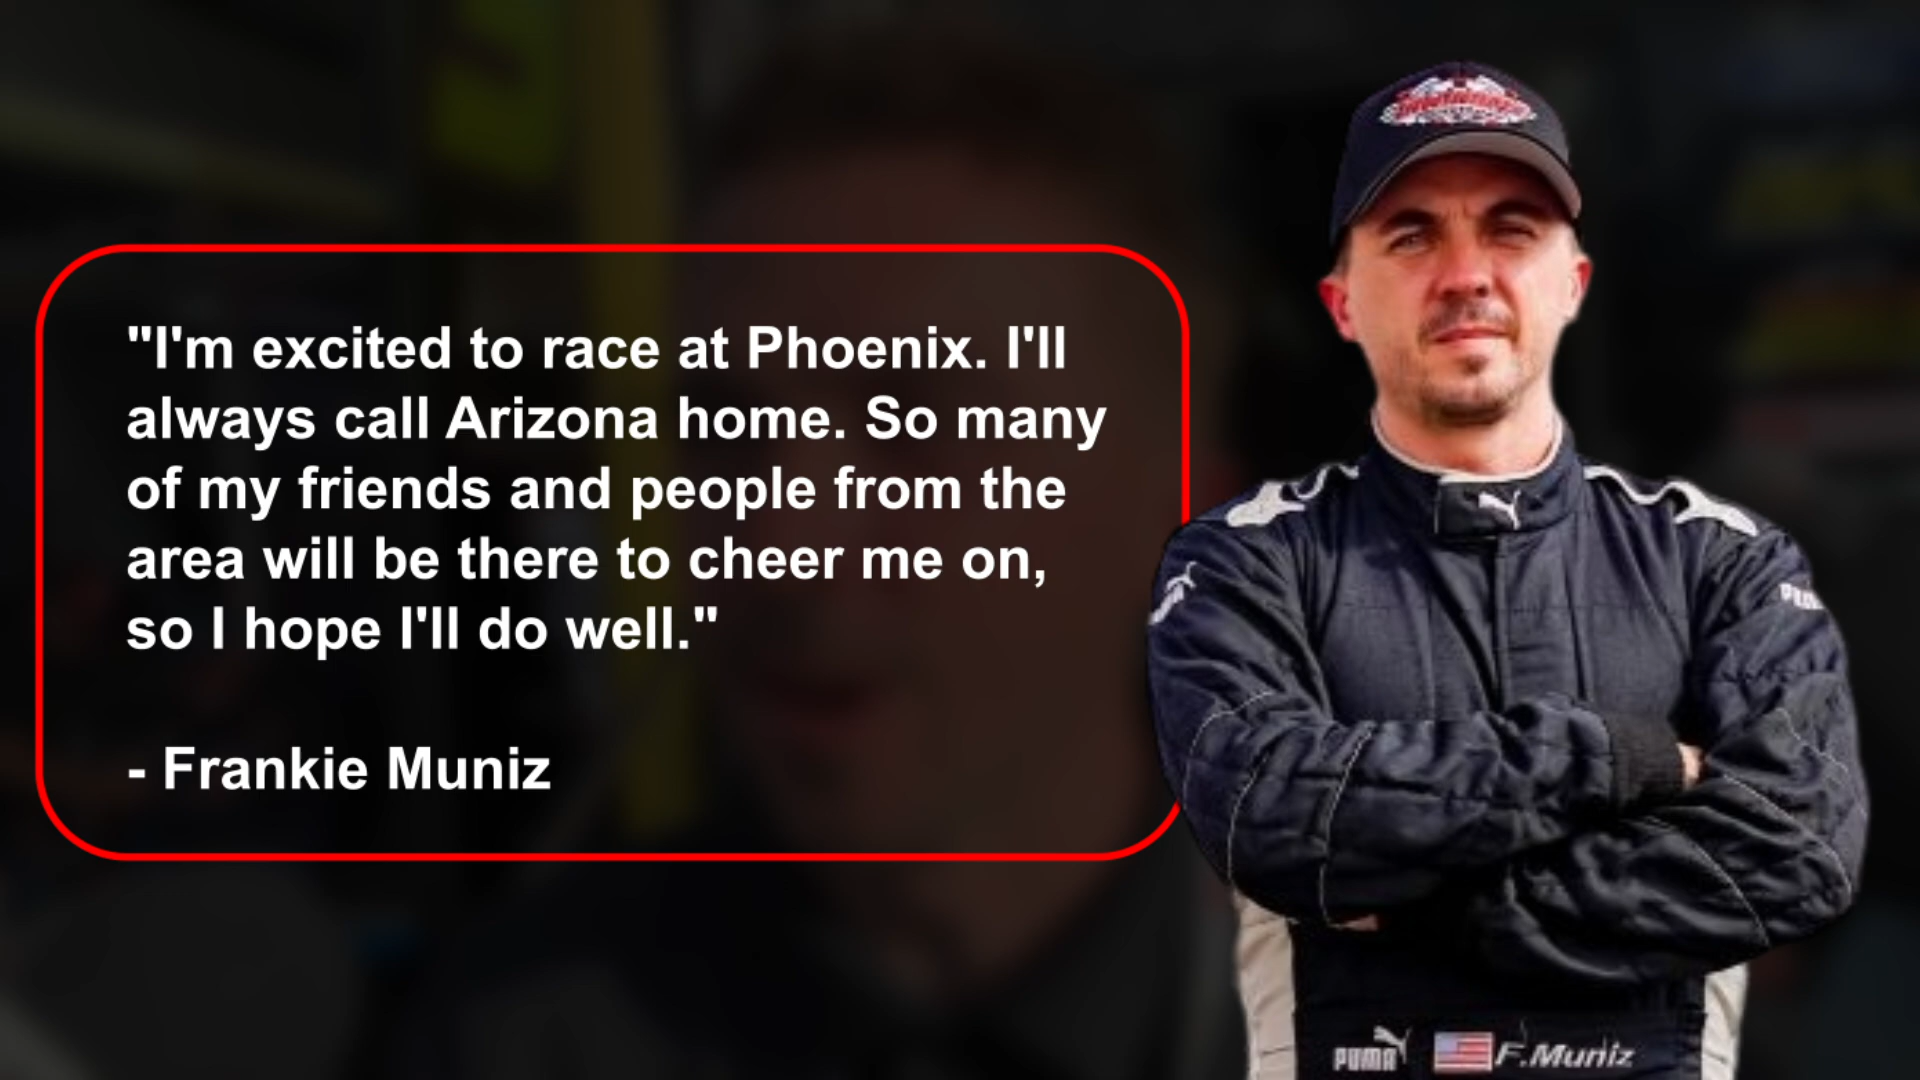 "I'm excited to race at Phoenix. I'll
always call Arizona home. So many
of my friends and people from the
area will be there to cheer me on,
so I hope I'll do well."
- Frankie Muniz
PUMA
PUMA
F.Muniz